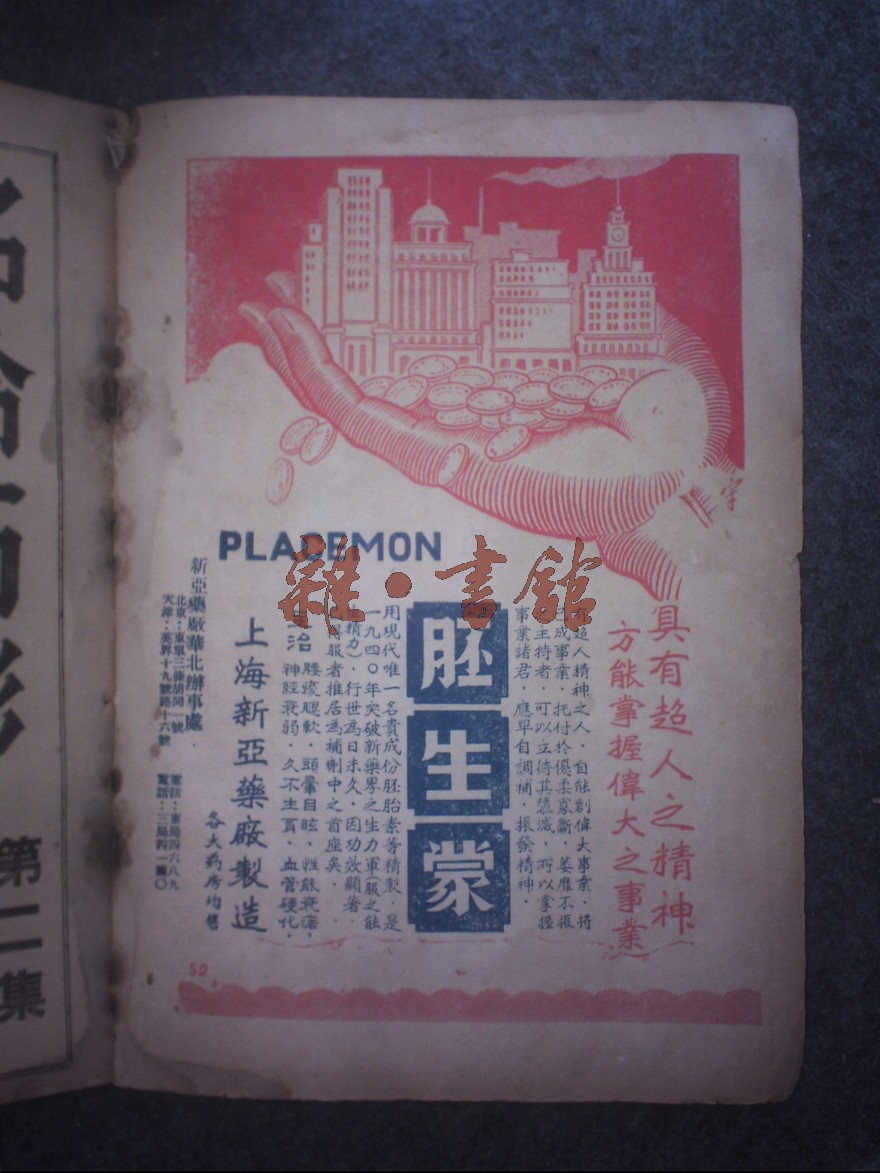 PLACEMON
雜·書館
具有超人之精神
方能掌握偉大之事業
超人精神之人．自能創偉大事業．將
已成事業．托付於優柔寡斷．萎靡不振
主持者．可以立待其墮滅．所以掌握
事業諸君．應早自調補．振發精神．
胚生蒙
用現代唯一名貴成份胚胎素等精製．是
一九四〇年突破新藥界之生力軍(服之能
精力)．行世為日未久．因功效顯著．
得服者推居為補劑中之首座矣．
主治
腰痠腿軟．頭暈目眩．性能衰落．
神經衰弱．久不生育．血管硬化．
上海新亞藥廠製造
各大药房均售
新亞藥廠華北辦事處
北京：東單三條胡同一號 電話：東局四六八九
天津：英界十九號路十六號 電話：三局四一〇
52
第二集